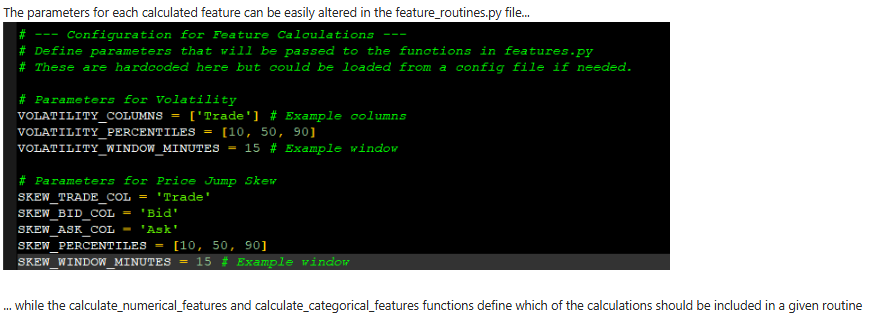 The parameters for each calculated feature can be easily altered in the feature_routines.py file...
# --- Configuration for Feature Calculations ---
# Define parameters that will be passed to the functions in features.py
# These are hardcoded here but could be loaded from a config file if needed.
# Parameters for Volatility
VOLATILITY_COLUMNS = ['Trade'] # Example columns
VOLATILITY_PERCENTILES = [10, 50, 90]
VOLATILITY_WINDOW_MINUTES = 15 # Example window
# Parameters for Price Jump Skew
SKEW_TRADE_COL = 'Trade'
SKEW_BID_COL = 'Bid'
SKEW_ASK_COL = 'Ask'
SKEW_PERCENTILES = [10, 50, 90]
SKEW_WINDOW_MINUTES = 15 # Example window
... while the calculate_numerical_features and calculate_categorical_features functions define which of the calculations should be included in a given routine